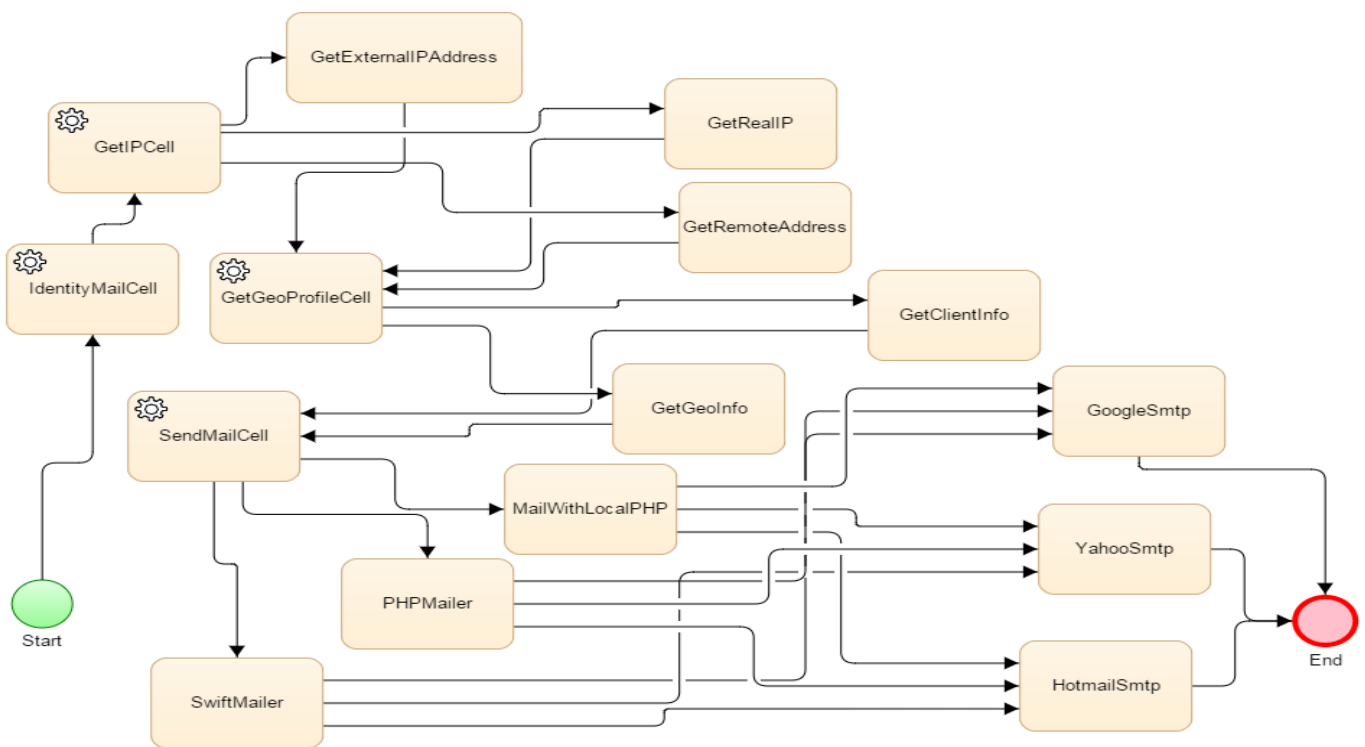 GetExternalIPAddress
GetRealIP
GetIPCell
GetRemoteAddress
IdentityMailCell
GetGeoProfileCell
GetClientInfo
GetGeoInfo
GoogleSmtp
SendMailCell
MailWithLocalPHP
YahooSmtp
PHPMailer
Start
End
HotmailSmtp
SwiftMailer